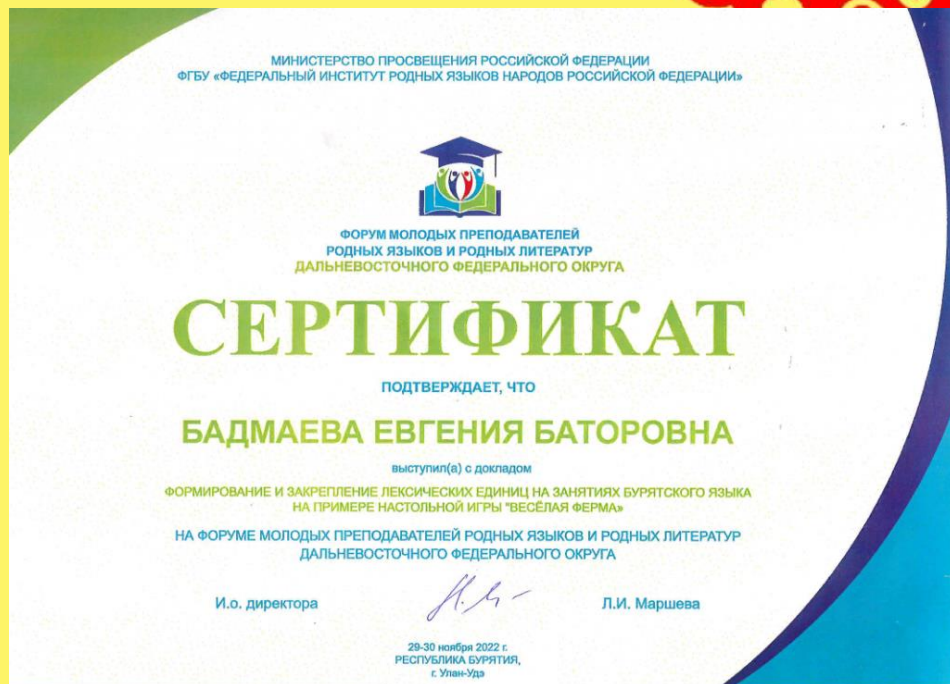 МИНИСТЕРСТВО ПРОСВЕЩЕНИЯ РОССИЙСКОЙ ФЕДЕРАЦИИ
ФГБУ «ФЕДЕРАЛЬНЫЙ ИНСТИТУТ РОДНЫХ ЯЗЫКОВ НАРОДОВ РОССИЙСКОЙ ФЕДЕРАЦИИ»
ФОРУМ МОЛОДЫХ ПРЕПОДАВАТЕЛЕЙ
РОДНЫХ ЯЗЫКОВ И РОДНЫХ ЛИТЕРАТУР
ДАЛЬНЕВОСТОЧНОГО ФЕДЕРАЛЬНОГО ОКРУГА
СЕРТИФИКАТ
ПОДТВЕРЖДАЕТ, ЧТО
БАДМАЕВА ЕВГЕНИЯ БАТОРОВНА
выступил(а) с докладом
ФОРМИРОВАНИЕ И ЗАКРЕПЛЕНИЕ ЛЕКСИЧЕСКИХ ЕДИНИЦ НА ЗАНЯТИЯХ БУРЯТСКОГО ЯЗЫКА
НА ПРИМЕРЕ НАСТОЛЬНОЙ ИГРЫ "ВЕСЁЛАЯ ФЕРМА»
НА ФОРУМЕ МОЛОДЫХ ПРЕПОДАВАТЕЛЕЙ РОДНЫХ ЯЗЫКОВ И РОДНЫХ ЛИТЕРАТУР
ДАЛЬНЕВОСТОЧНОГО ФЕДЕРАЛЬНОГО ОКРУГА
И.о. директора Л.И. Маршева
29-30 ноября 2022 г.
РЕСПУБЛИКА БУРЯТИЯ,
г. Улан-Удэ